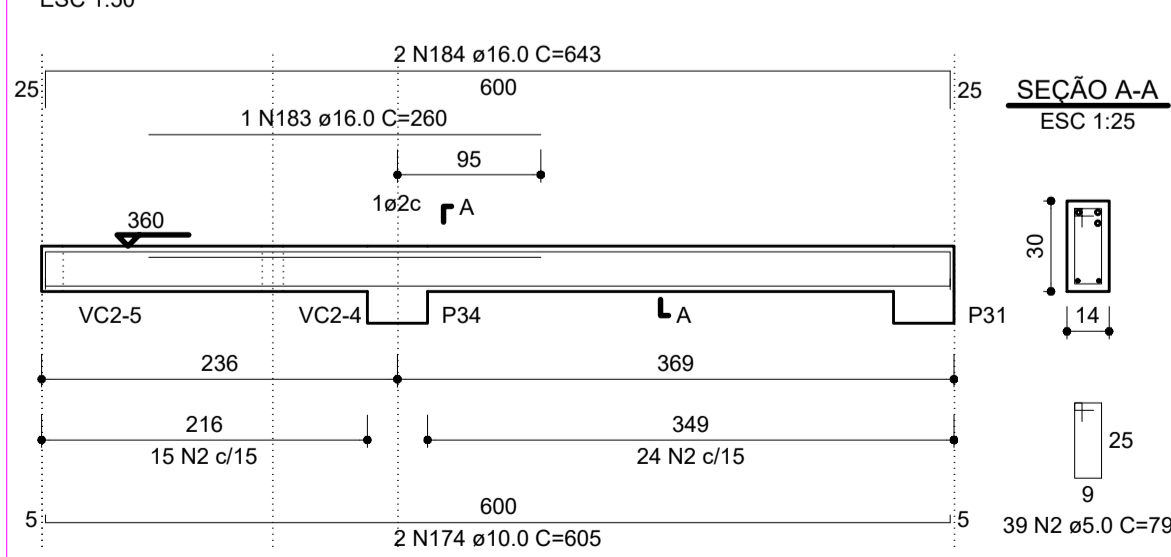 ESC 1:50
2 N184 ø16.0 C=643
25 600 25
SEÇÃO A-A
ESC 1:25
1 N183 ø16.0 C=260
95
1ø2c A
360
30
VC2-5 VC2-4 P34 A P31
14
236 369
216 349
15 N2 c/15 24 N2 c/15
25
9
39 N2 ø5.0 C=79
5 600 5
2 N174 ø10.0 C=605